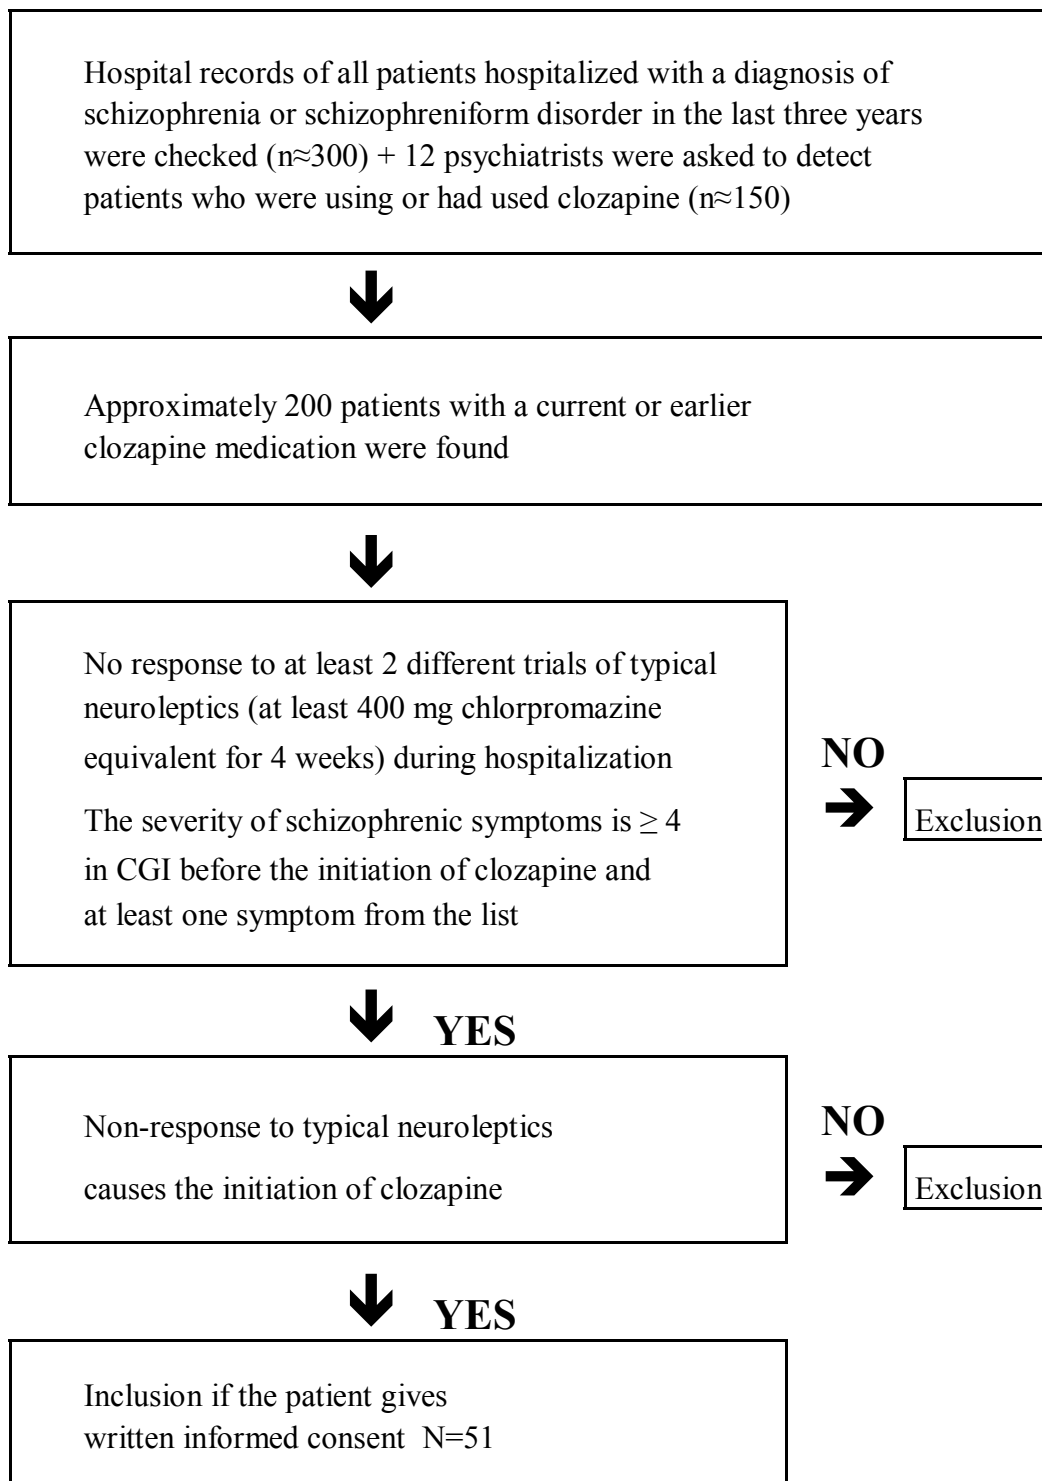 Hospital records of all patients hospitalized with a diagnosis of
schizophrenia or schizophreniform disorder in the last three years
were checked (n≈300) + 12 psychiatrists were asked to detect
patients who were using or had used clozapine (n≈150)
Approximately 200 patients with a current or earlier
clozapine medication were found
No response to at least 2 different trials of typical
neuroleptics (at least 400 mg chlorpromazine
equivalent for 4 weeks) during hospitalization
The severity of schizophrenic symptoms is ≥ 4
in CGI before the initiation of clozapine and
at least one symptom from the list
NO
Exclusion
YES
Non-response to typical neuroleptics
causes the initiation of clozapine
NO
Exclusion
YES
Inclusion if the patient gives
written informed consent N=51